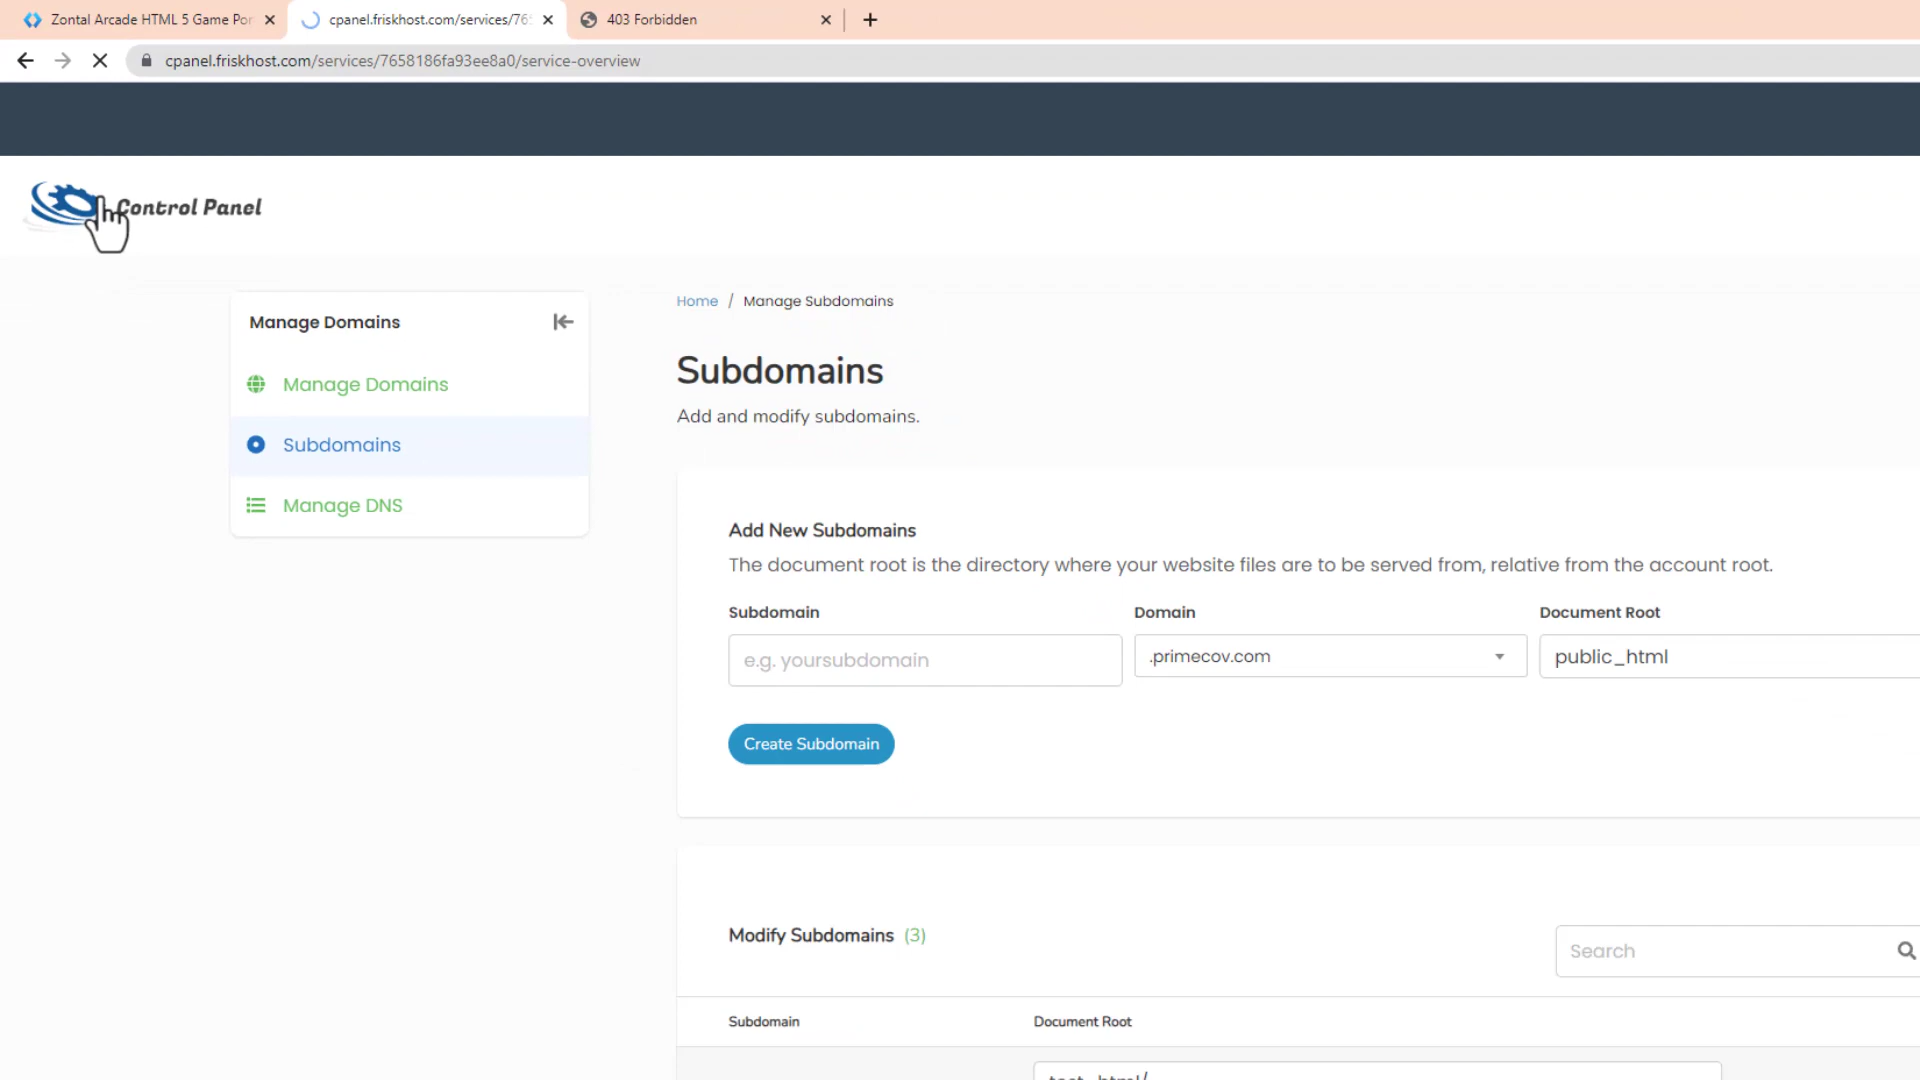 Zontal Arcade HTML 5 Game Por
cpanel.friskhost.com/services/765
403 Forbidden
cpanel.friskhost.com/services/7658186fa93ee8a0/service-overview
Control Panel
Manage Domains
Manage Domains
Subdomains
Manage DNS
Home / Manage Subdomains
Subdomains
Add and modify subdomains.
Add New Subdomains
The document root is the directory where your website files are to be served from, relative from the account root.
Subdomain Domain Document Root
e.g. yoursubdomain .primecov.com public_html
Create Subdomain
Modify Subdomains (3)
Search
Subdomain Document Root
test_html/